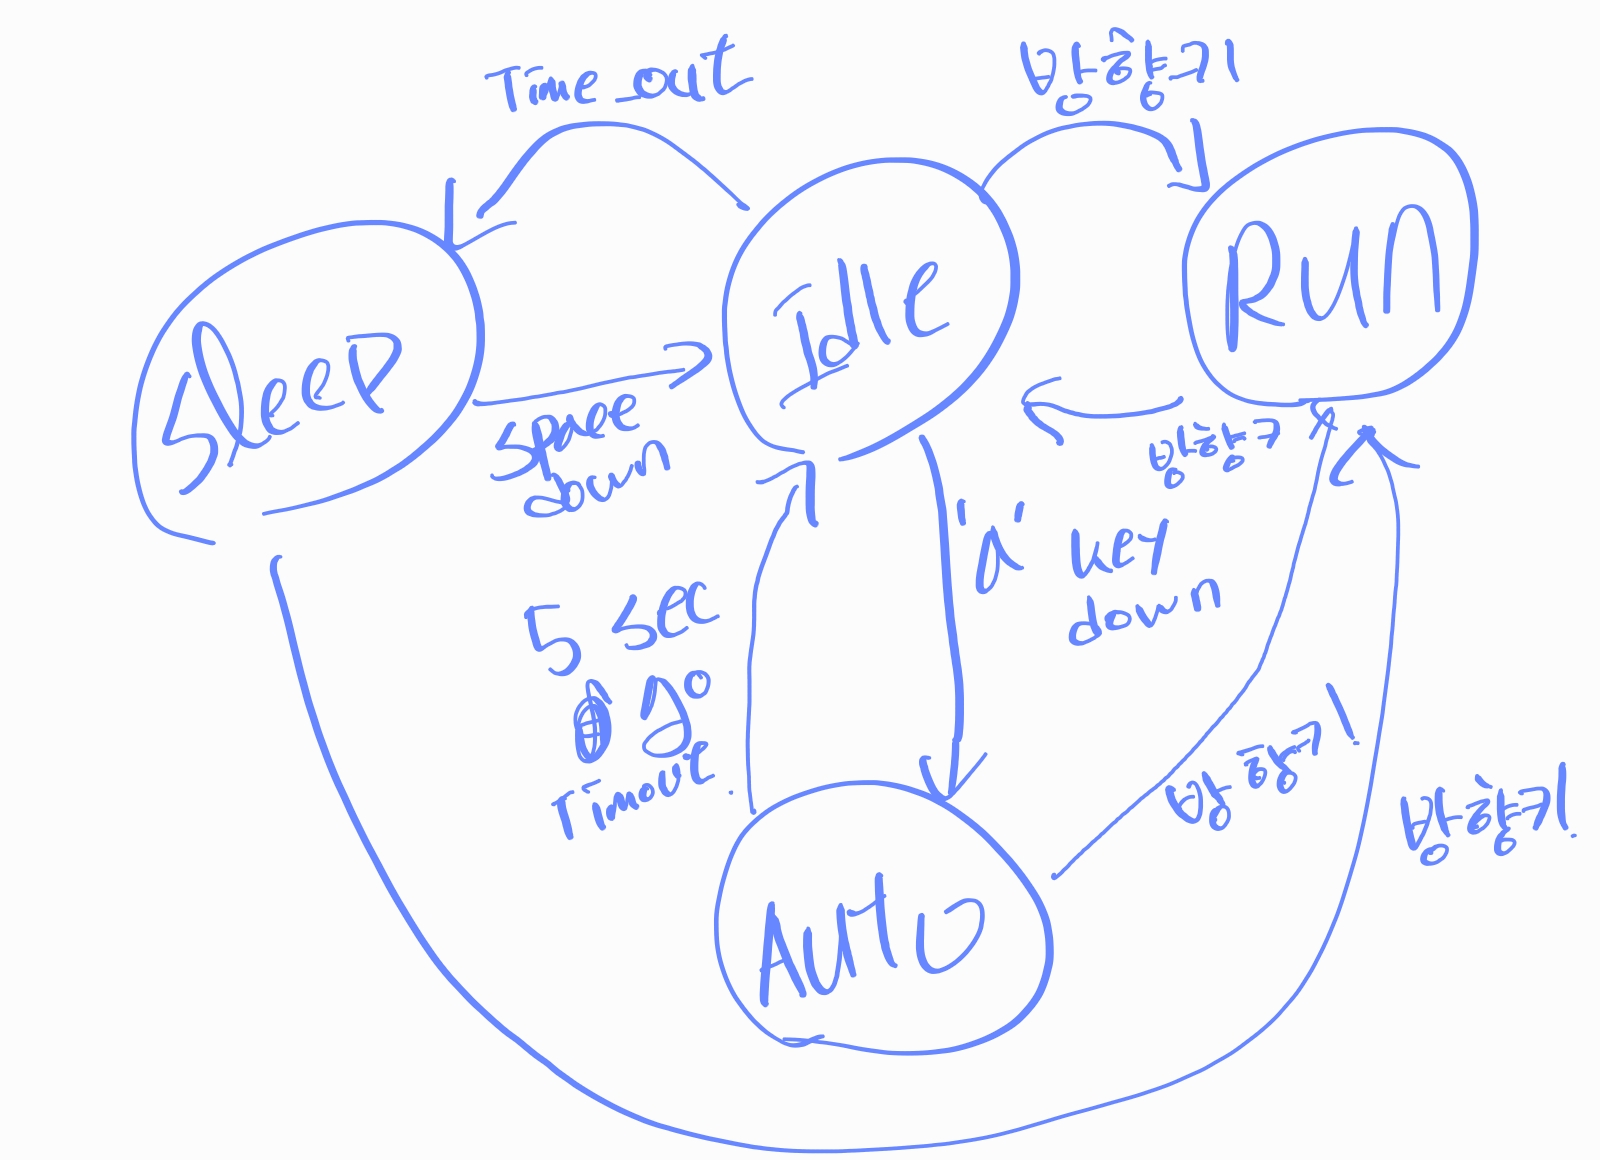 Time_out
방향키
Sleep
Idle
RUN
Space
down
방향키
'a' key
down
5 sec
go
Timout.
방향키!
방향키!
AUTO